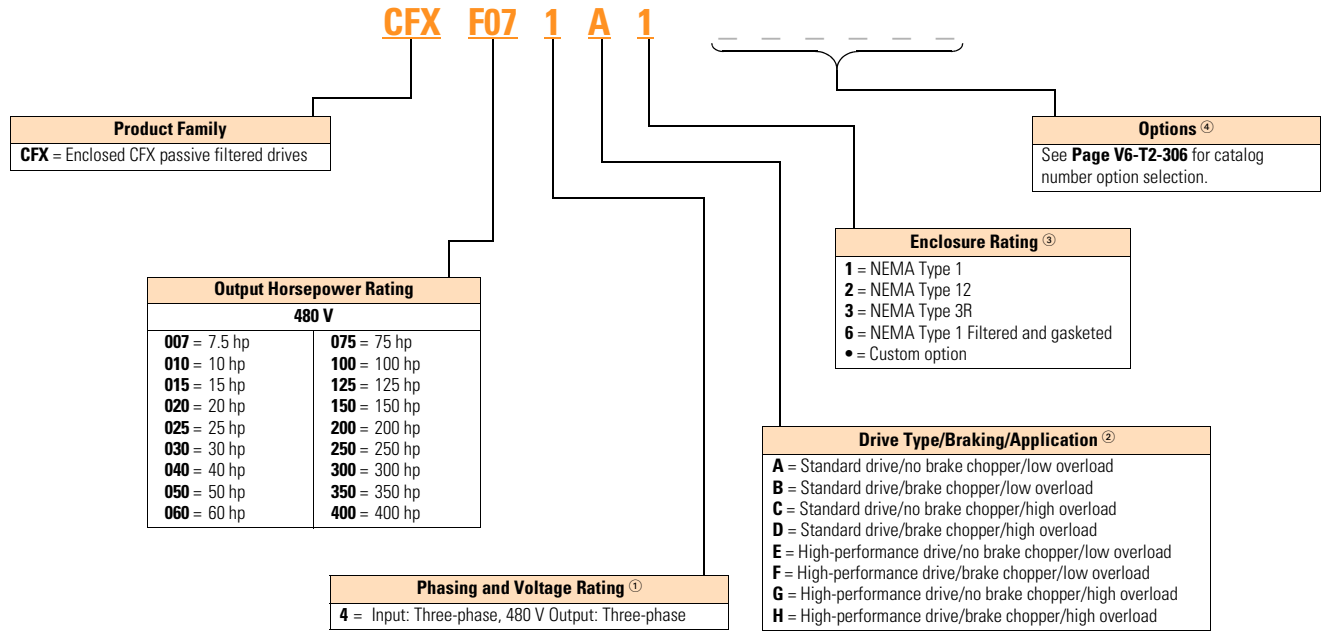 CFX F07 1 A 1 _ _ _ _ _ _
Product Family
CFX = Enclosed CFX passive filtered drives
Options ④
See Page V6-T2-306 for catalog
number option selection.
Enclosure Rating ③
1 = NEMA Type 1
2 = NEMA Type 12
3 = NEMA Type 3R
6 = NEMA Type 1 Filtered and gasketed
• = Custom option
Output Horsepower Rating
480 V
007 = 7.5 hp
010 = 10 hp
015 = 15 hp
020 = 20 hp
025 = 25 hp
030 = 30 hp
040 = 40 hp
050 = 50 hp
060 = 60 hp
075 = 75 hp
100 = 100 hp
125 = 125 hp
150 = 150 hp
200 = 200 hp
250 = 250 hp
300 = 300 hp
350 = 350 hp
400 = 400 hp
Drive Type/Braking/Application ②
A = Standard drive/no brake chopper/low overload
B = Standard drive/brake chopper/low overload
C = Standard drive/no brake chopper/high overload
D = Standard drive/brake chopper/high overload
E = High-performance drive/no brake chopper/low overload
F = High-performance drive/brake chopper/low overload
G = High-performance drive/no brake chopper/high overload
H = High-performance drive/brake chopper/high overload
Phasing and Voltage Rating ①
4 = Input: Three-phase, 480 V Output: Three-phase